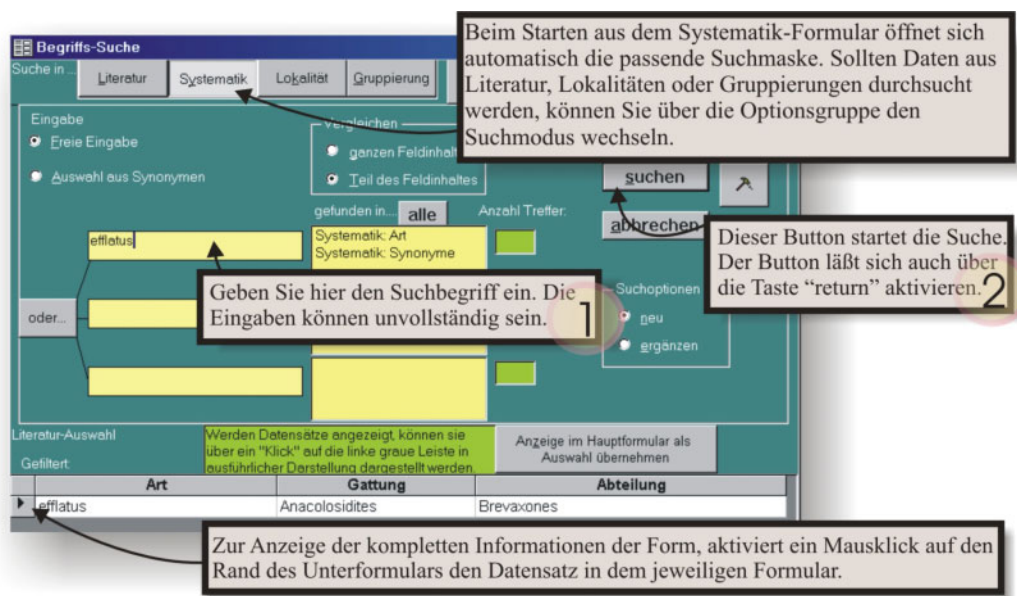 Begriffs-Suche
Beim Starten aus dem Systematik-Formular öffnet sich
automatisch die passende Suchmaske. Sollten Daten aus
Literatur, Lokalitäten oder Gruppierungen durchsucht
werden, können Sie über die Optionsgruppe den
Suchmodus wechseln.
Suche in ...
Literatur
Systematik
Lokalität
Gruppierung
Eingabe
Freie Eingabe
Auswahl aus Synonymen
Vergleichen
ganzen Feldinhalt
Teil des Feldinhaltes
suchen
abbrechen
gefunden in...
alle
Anzahl Treffer:
efflatus
Systematik: Art
Systematik: Synonyme
Dieser Button startet die Suche.
Der Button läßt sich auch über
die Taste “return” aktivieren.
2
Geben Sie hier den Suchbegriff ein. Die
Eingaben können unvollständig sein.
1
oder...
Suchoptionen
neu
ergänzen
Literatur-Auswahl
Gefiltert:
Werden Datensätze angezeigt, können sie
über ein "Klick" auf die linke graue Leiste in
ausführlicher Darstellung dargestellt werden.
Anzeige im Hauptformular als
Auswahl übernehmen
Art Gattung Abteilung
efflatus Anacolosidites Brevaxones
Zur Anzeige der kompletten Informationen der Form, aktiviert ein Mausklick auf den
Rand des Unterformulars den Datensatz in dem jeweiligen Formular.